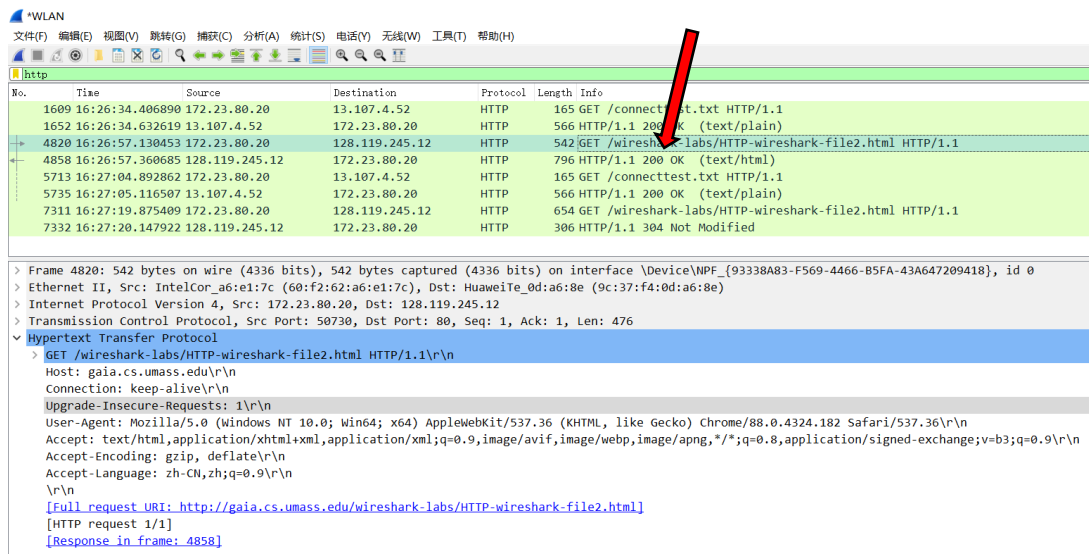 *WLAN
文件(F) 编辑(E) 视图(V) 跳转(G) 捕获(C) 分析(A) 统计(S) 电话(Y) 无线(W) 工具(T) 帮助(H)
http
No. Time Source Destination Protocol Length Info
1609 16:26:34.406890 172.23.80.20 13.107.4.52 HTTP 165 GET /connecttest.txt HTTP/1.1
1652 16:26:34.632619 13.107.4.52 172.23.80.20 HTTP 566 HTTP/1.1 200 OK (text/plain)
4820 16:26:57.130453 172.23.80.20 128.119.245.12 HTTP 542 GET /wireshark-labs/HTTP-wireshark-file2.html HTTP/1.1
4858 16:27:57.360685 128.119.245.12 172.23.80.20 HTTP 796 HTTP/1.1 200 OK (text/html)
5713 16:27:04.892862 172.23.80.20 13.107.4.52 HTTP 165 GET /connecttest.txt HTTP/1.1
5735 16:27:05.116507 13.107.4.52 172.23.80.20 HTTP 566 HTTP/1.1 200 OK (text/plain)
7311 16:27:19.875409 172.23.80.20 128.119.245.12 HTTP 654 GET /wireshark-labs/HTTP-wireshark-file2.html HTTP/1.1
7332 16:27:20.147922 128.119.245.12 172.23.80.20 HTTP 306 HTTP/1.1 304 Not Modified
Frame 4820: 542 bytes on wire (4336 bits), 542 bytes captured (4336 bits) on interface \Device\NPF_{93338A83-F569-4466-B5FA-43A647209418}, id 0
Ethernet II, Src: IntelCor_a6:e1:7c (60:f2:62:a6:e1:7c), Dst: HuaweiTe_0d:a6:8e (9c:37:f4:0d:a6:8e)
Internet Protocol Version 4, Src: 172.23.80.20, Dst: 128.119.245.12
Transmission Control Protocol, Src Port: 50730, Dst Port: 80, Seq: 1, Ack: 1, Len: 476
Hypertext Transfer Protocol
GET /wireshark-labs/HTTP-wireshark-file2.html HTTP/1.1\r\n
Host: gaia.cs.umass.edu\r\n
Connection: keep-alive\r\n
Upgrade-Insecure-Requests: 1\r\n
User-Agent: Mozilla/5.0 (Windows NT 10.0; Win64; x64) AppleWebKit/537.36 (KHTML, like Gecko) Chrome/88.0.4324.182 Safari/537.36\r\n
Accept: text/html,application/xhtml+xml,application/xml;q=0.9,image/avif,image/webp,image/apng,*/*;q=0.8,application/signed-exchange;v=b3;q=0.9\r\n
Accept-Encoding: gzip, deflate\r\n
Accept-Language: zh-CN,zh;q=0.9\r\n
\r\n
[Full request URI: http://gaia.cs.umass.edu/wireshark-labs/HTTP-wireshark-file2.html]
[HTTP request 1/1]
[Response in frame: 4858]